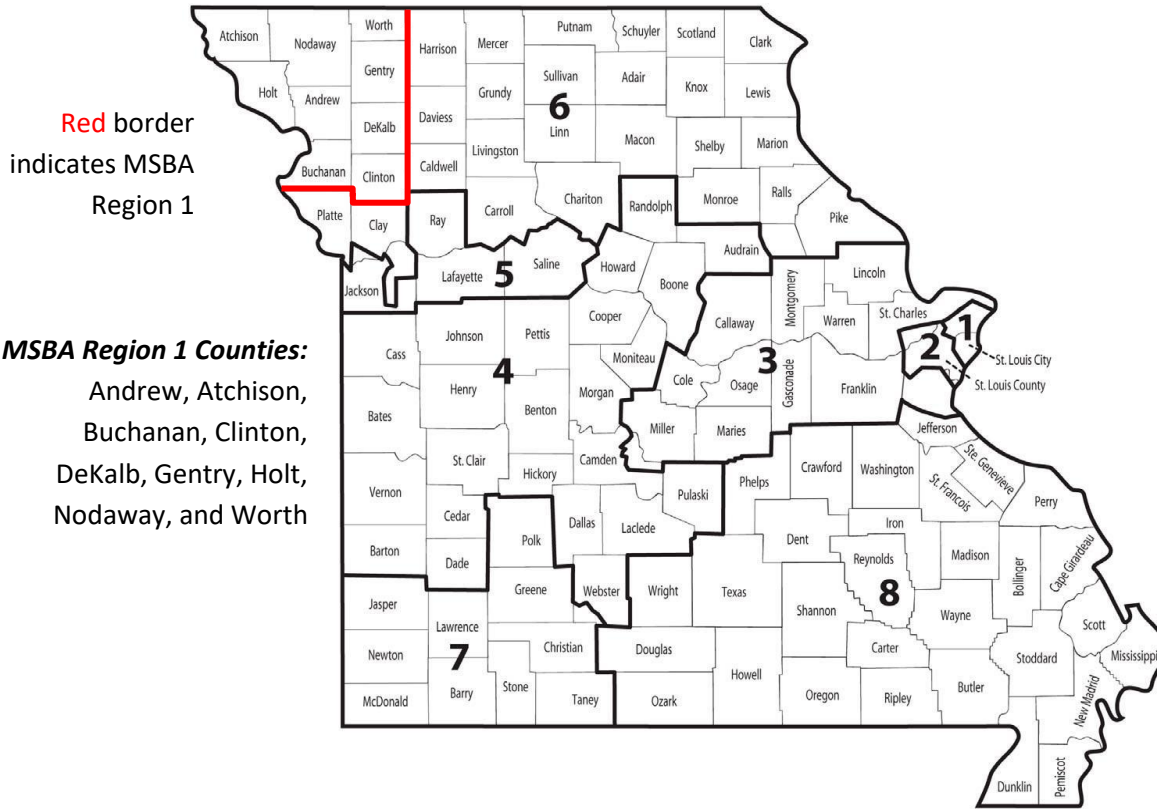 Red border
indicates MSBA
Region 1
MSBA Region 1 Counties:
Andrew, Atchison,
Buchanan, Clinton,
DeKalb, Gentry, Holt,
Nodaway, and Worth
Atchison
Nodaway
Worth
Harrison
Mercer
Putnam
Schuyler
Scotland
Clark
Gentry
Holt
Andrew
Grundy
Sullivan
Adair
Knox
Lewis
6
DeKalb
Daviess
Linn
Macon
Shelby
Marion
Livingston
Buchanan
Clinton
Caldwell
Ralls
Platte
Clay
Ray
Carroll
Chariton
Randolph
Monroe
Pike
Audrain
Lafayette
5
Saline
Howard
Boone
Jackson
Lincoln
Montgomery
Callaway
Warren
St. Charles
1
Cooper
Johnson
Pettis
Cass
Moniteau
2
St. Louis City
St. Louis County
4
3
Cole
Osage
Gasconade
Franklin
Henry
Morgan
Benton
Bates
Miller
Maries
Jefferson
St. Clair
Hickory
Camden
Ste. Genevieve
St. Francois
Crawford
Washington
Phelps
Pulaski
Perry
Vernon
Cedar
Dallas
Laclede
Polk
Dent
Iron
Reynolds
Madison
Bollinger
Cape Girardeau
Barton
Dade
Greene
Webster
Wright
Texas
8
Shannon
Wayne
Jasper
Lawrence
Scott
7
Christian
Douglas
Carter
Stoddard
Mississippi
Newton
Howell
McDonald
Barry
Stone
Taney
Ozark
Oregon
Ripley
Butler
New Madrid
Dunklin
Pemiscot